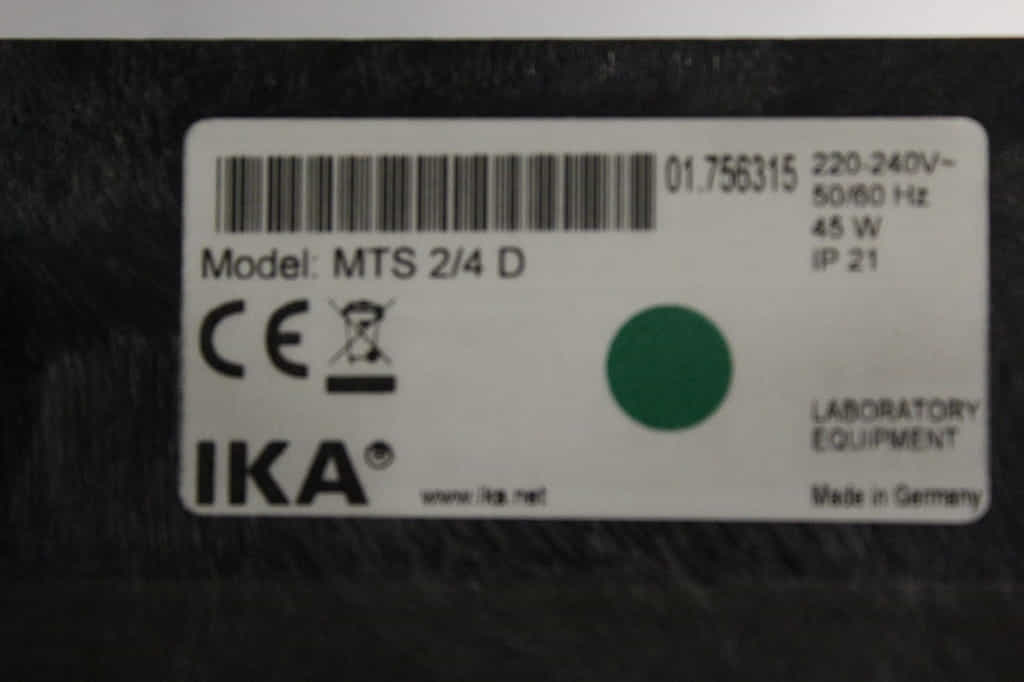 01.756315
220-240V~
50/60 Hz
45 W
IP 21
Model: MTS 2/4 D
CE
LABORATORY
EQUIPMENT
IKA®
www.ika.net
Made in Germany